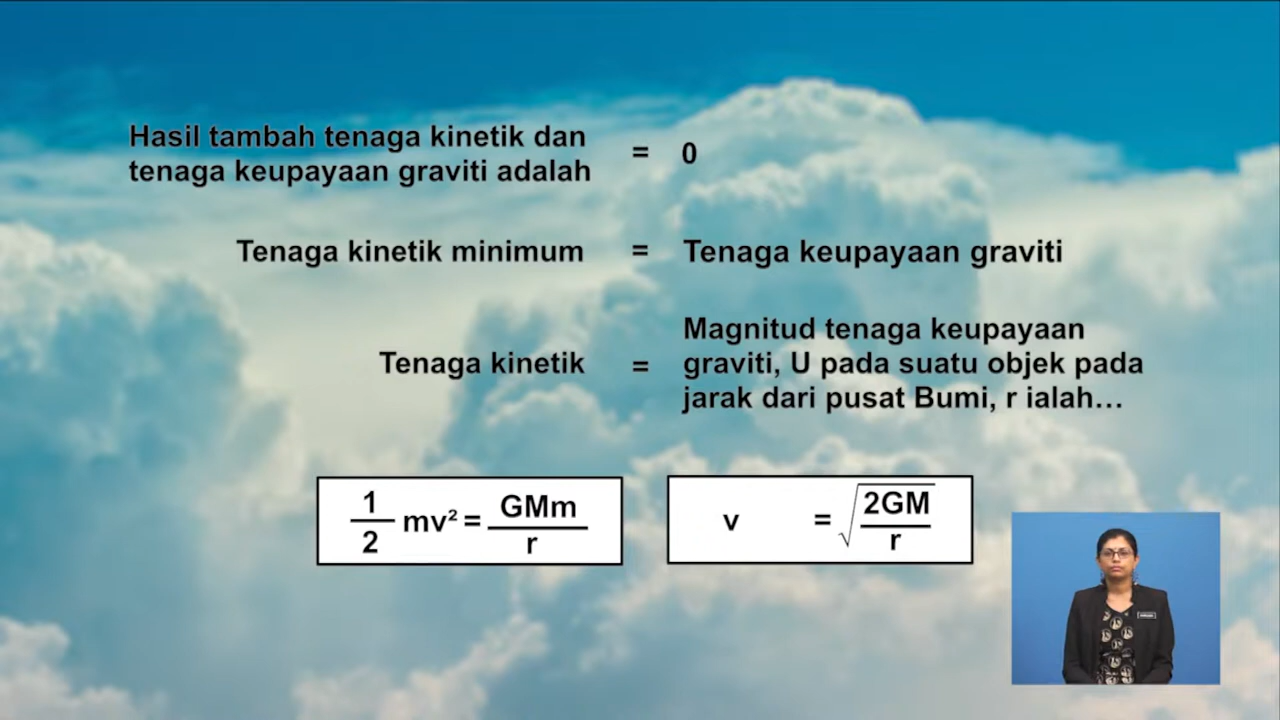 Hasil tambah tenaga kinetik dan
tenaga keupayaan graviti adalah = 0
Tenaga kinetik minimum = Tenaga keupayaan graviti
Tenaga kinetik = Magnitud tenaga keupayaan
graviti, U pada suatu objek pada
jarak dari pusat Bumi, r ialah...
1/2 mv² = GMm/r
v = √(2GM/r)